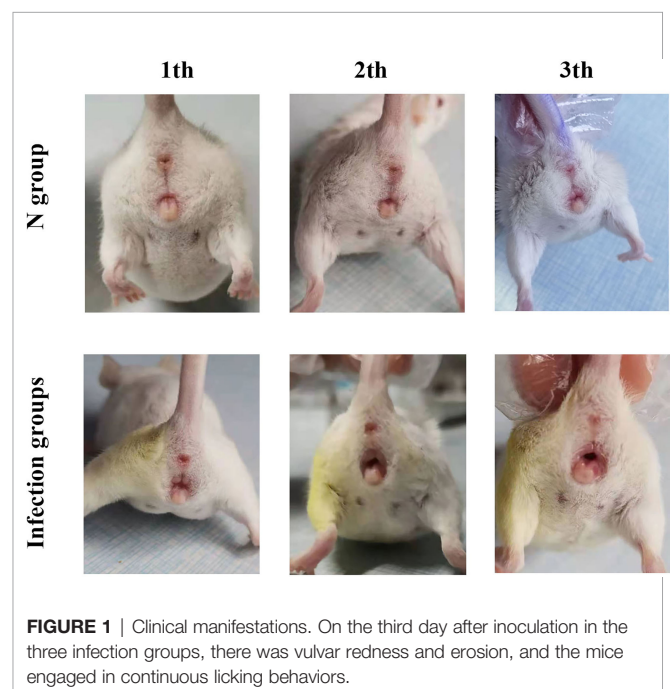 1th 2th 3th
N group
Infection groups
FIGURE 1 | Clinical manifestations. On the third day after inoculation in the
three infection groups, there was vulvar redness and erosion, and the mice
engaged in continuous licking behaviors.